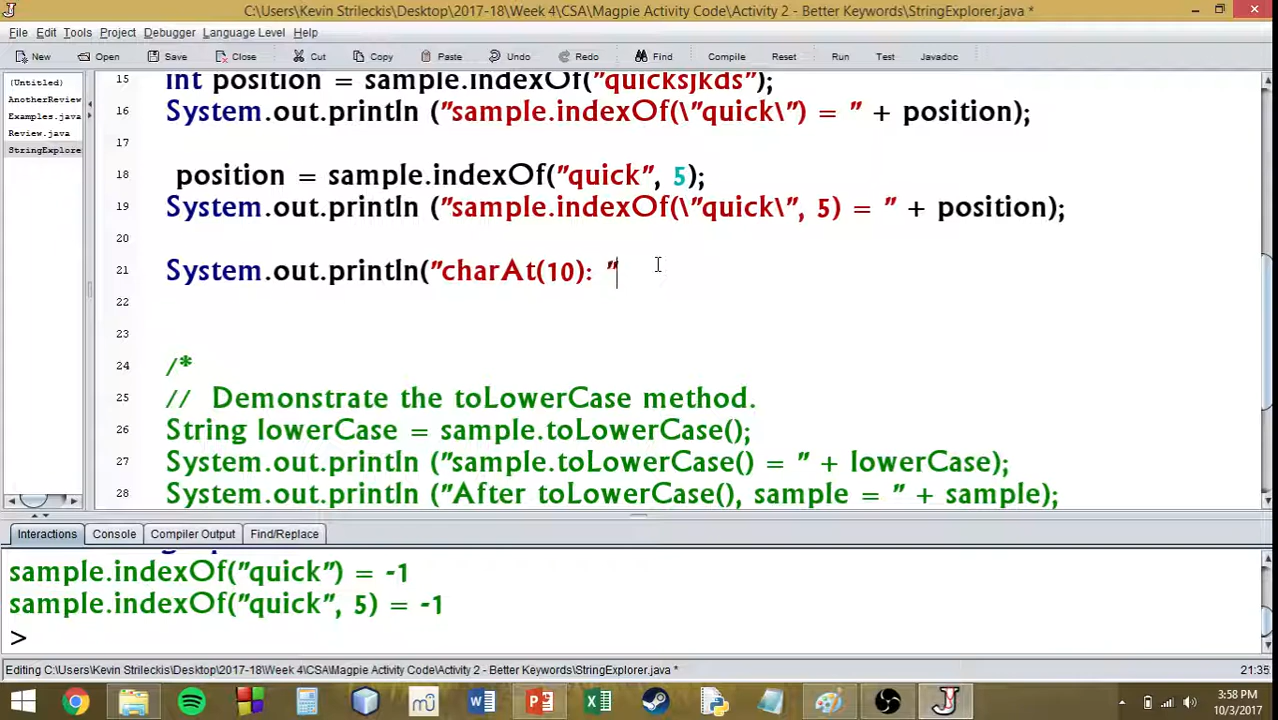 C:\Users\Kevin Strileckis\Desktop\2017-18\Week 4\CSA\Magpie Activity Code\Activity 2 - Better Keywords\StringExplorer.java *
File Edit Tools Project Debugger Language Level Help
New Open Save Close Cut Copy Paste Undo Redo Find Compile Reset Run Test Javadoc
(Untitled)
AnotherReview
Examples.java
Review.java
StringExplore
15 int position = sample.indexOf("quicksjkds");
16 System.out.println ("sample.indexOf(\"quick\") = " + position);
17
18 position = sample.indexOf("quick", 5);
19 System.out.println ("sample.indexOf(\"quick\", 5) = " + position);
20
21 System.out.println("charAt(10): "
22
23
24 /*
25 // Demonstrate the toLowerCase method.
26 String lowerCase = sample.toLowerCase();
27 System.out.println ("sample.toLowerCase() = " + lowerCase);
28 System.out.println ("After toLowerCase(), sample = " + sample);
Interactions Console Compiler Output Find/Replace
sample.indexOf("quick") = -1
sample.indexOf("quick", 5) = -1
>
Editing C:\Users\Kevin Strileckis\Desktop\2017-18\Week 4\CSA\Magpie Activity Code\Activity 2 - Better Keywords\StringExplorer.java * 21:35
3:58 PM
10/3/2017